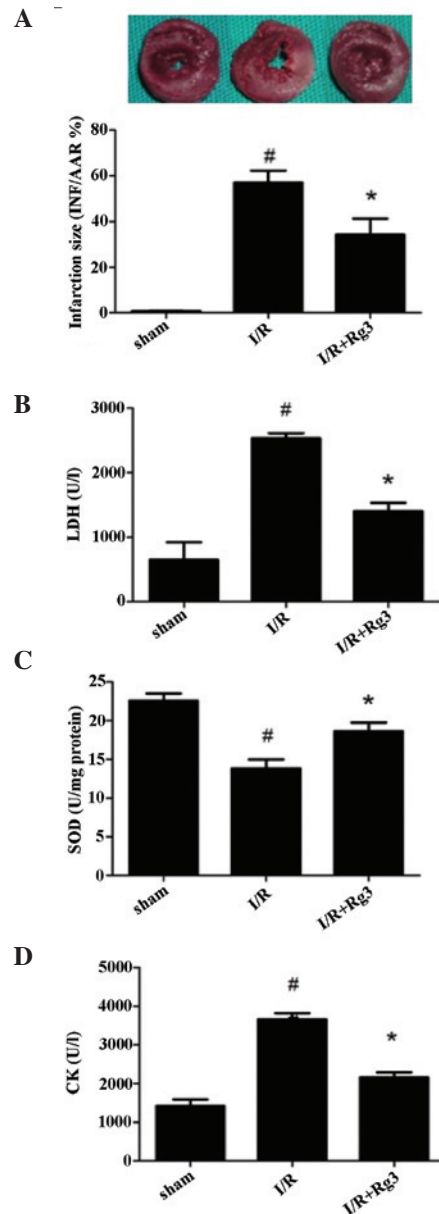 A
Infarction size (INF/AAR %)
80
60
40
20
0
#
*
sham
I/R
I/R+Rg3
B
LDH (U/l)
3000
2000
1000
0
#
*
sham
I/R
I/R+Rg3
C
SOD (U/mg protein)
25
20
15
10
5
0
#
*
sham
I/R
I/R+Rg3
D
CK (U/l)
5000
4000
3000
2000
1000
0
#
*
sham
I/R
I/R+Rg3